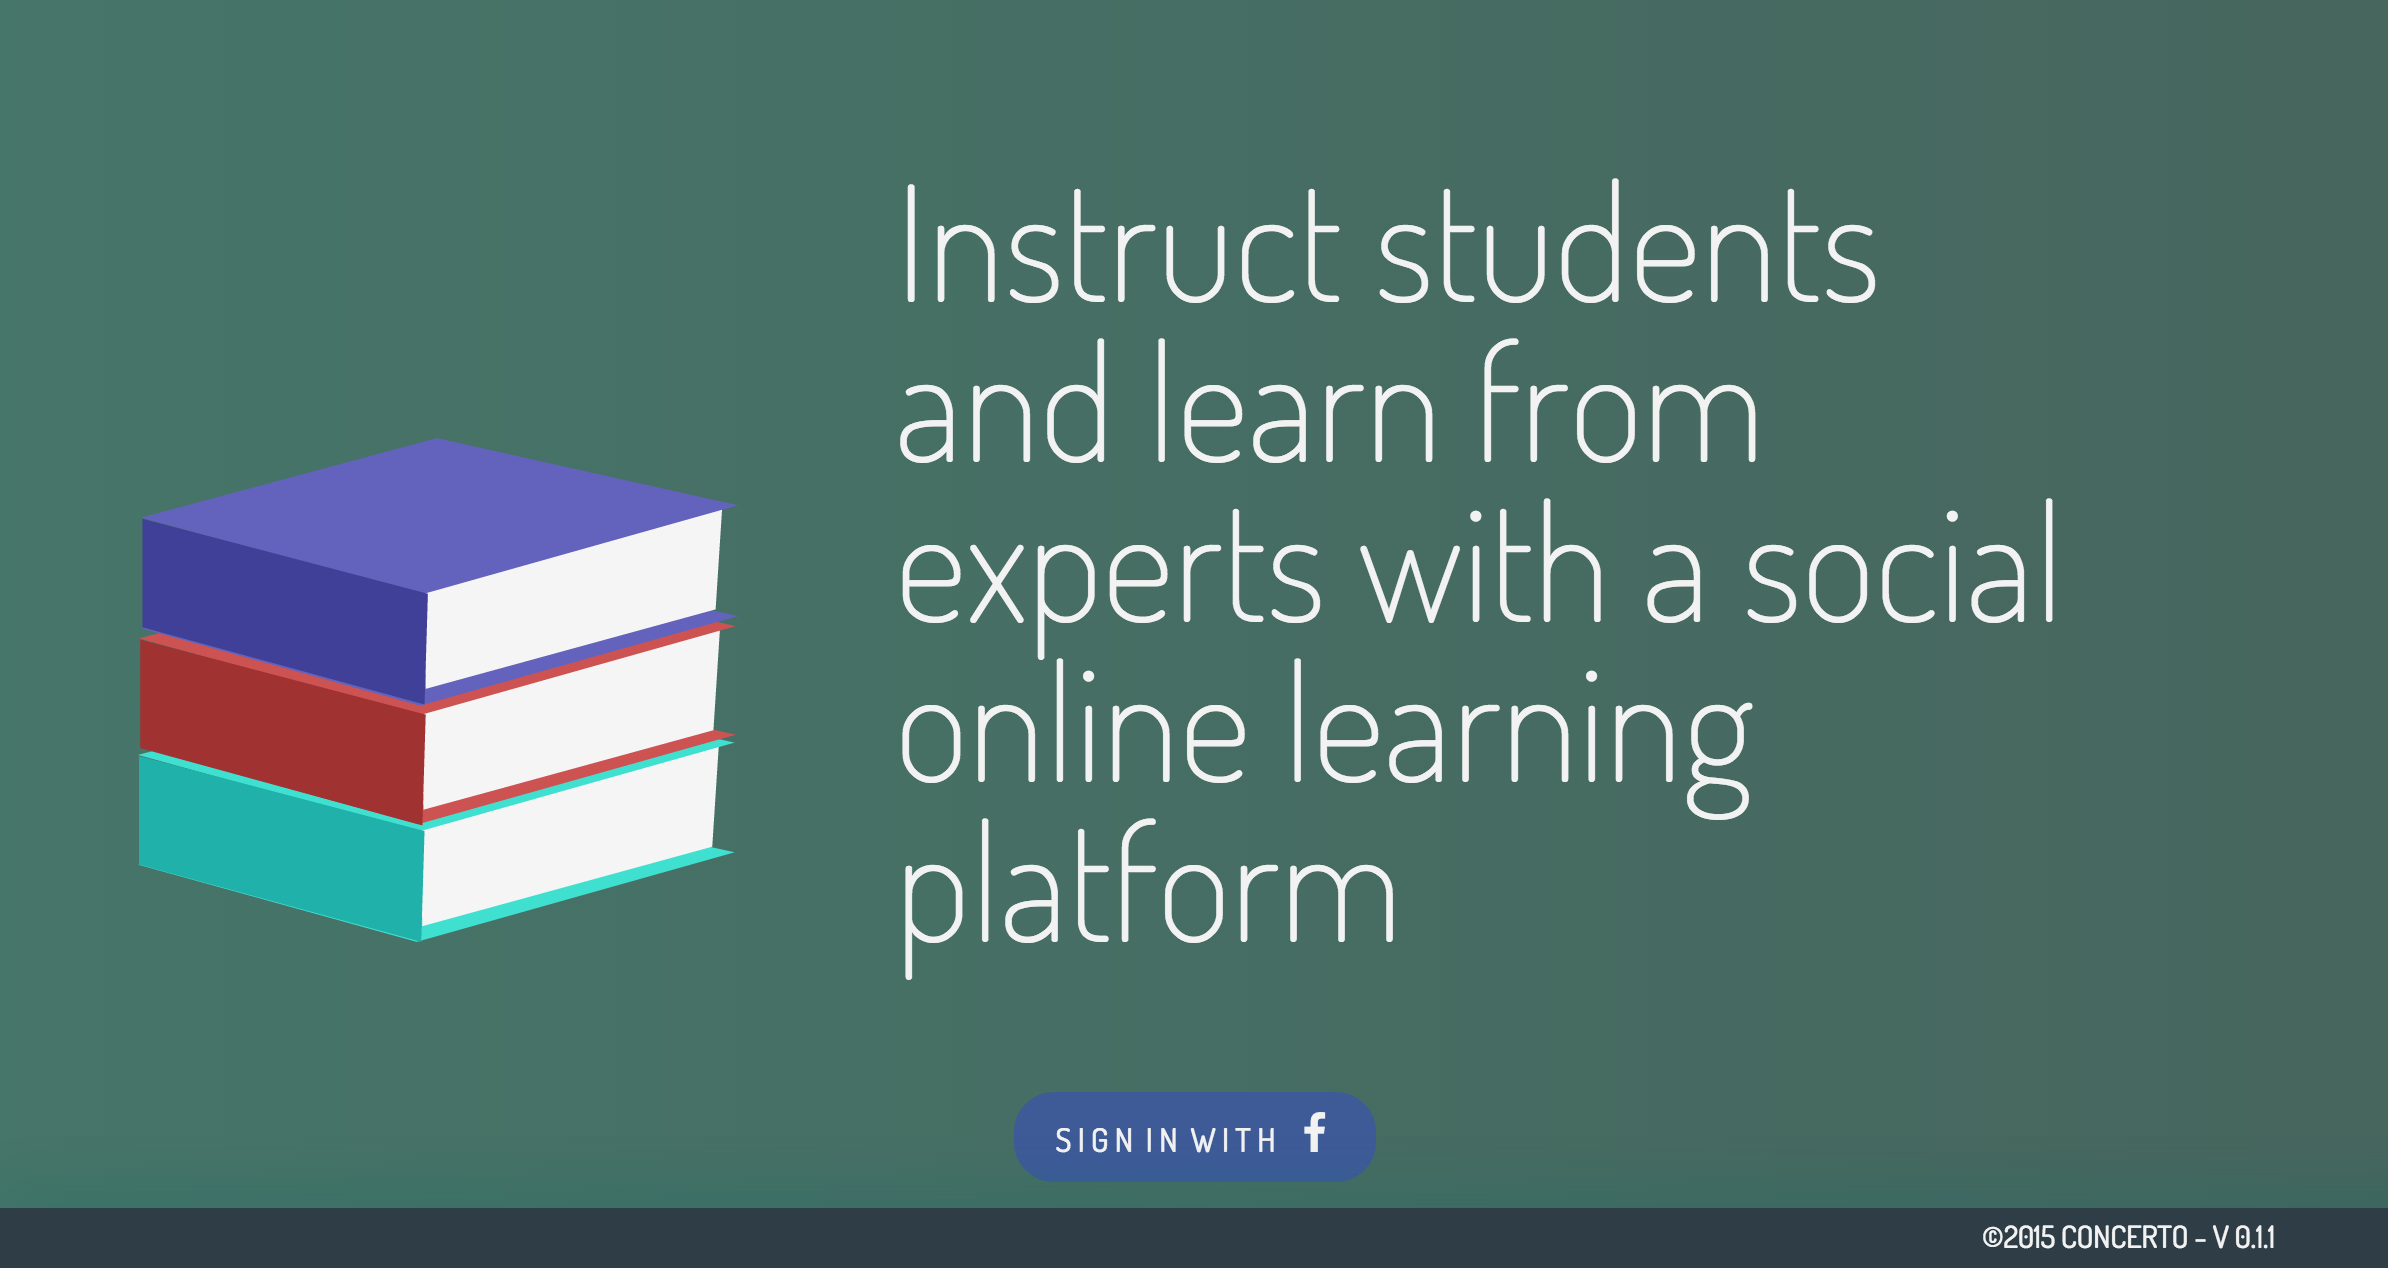 Instruct students
and learn from
experts with a social
online learning
platform
SIGN IN WITH f
©2015 CONCERTO - V 0.1.1